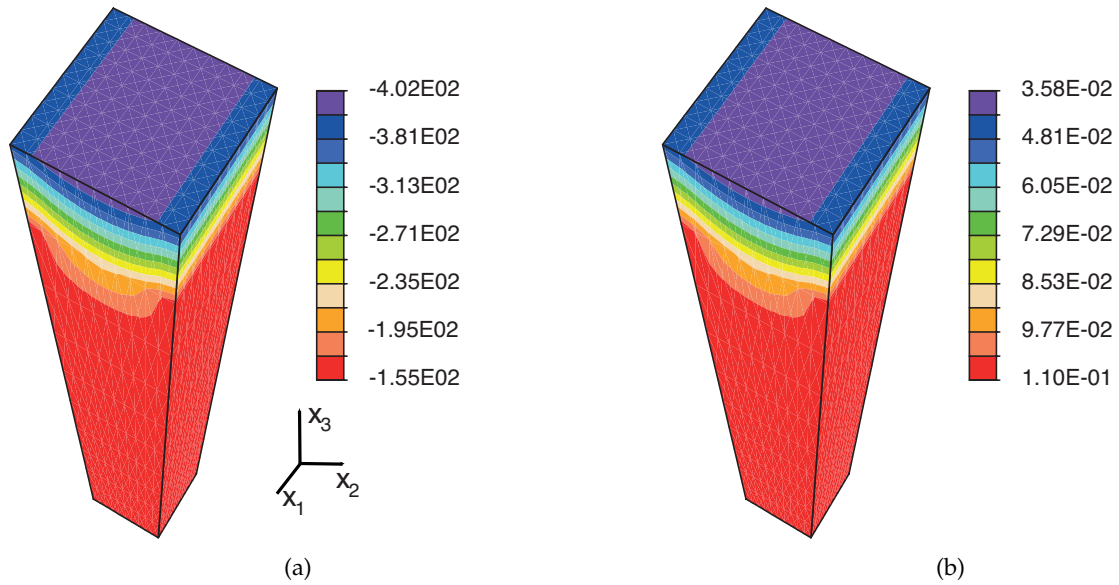 -4.02E02
-3.81E02
-3.13E02
-2.71E02
-2.35E02
-1.95E02
-1.55E02
x3
x2
x1
(a)
3.58E-02
4.81E-02
6.05E-02
7.29E-02
8.53E-02
9.77E-02
1.10E-01
(b)